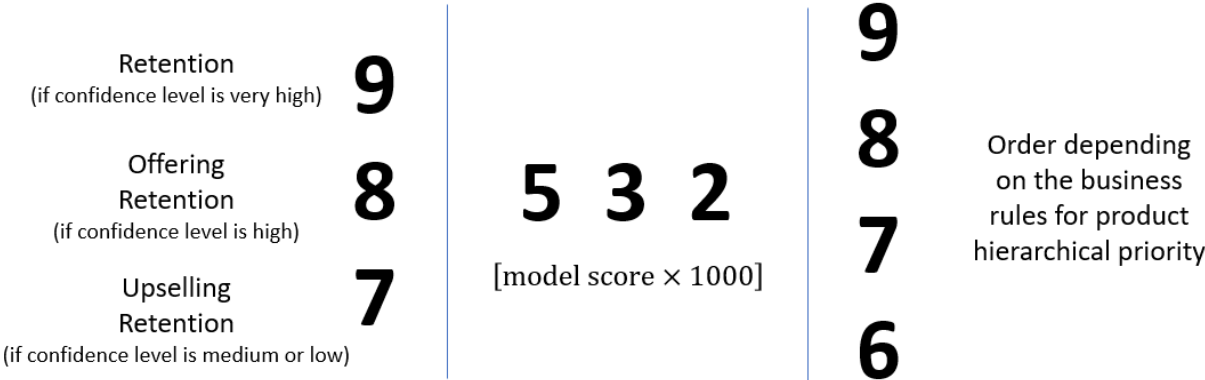 Retention
(if confidence level is very high)
9
Offering
Retention
(if confidence level is high)
8
Upselling
Retention
(if confidence level is medium or low)
7
5 3 2
[model score × 1000]
9
8
7
6
Order depending
on the business
rules for product
hierarchical priority